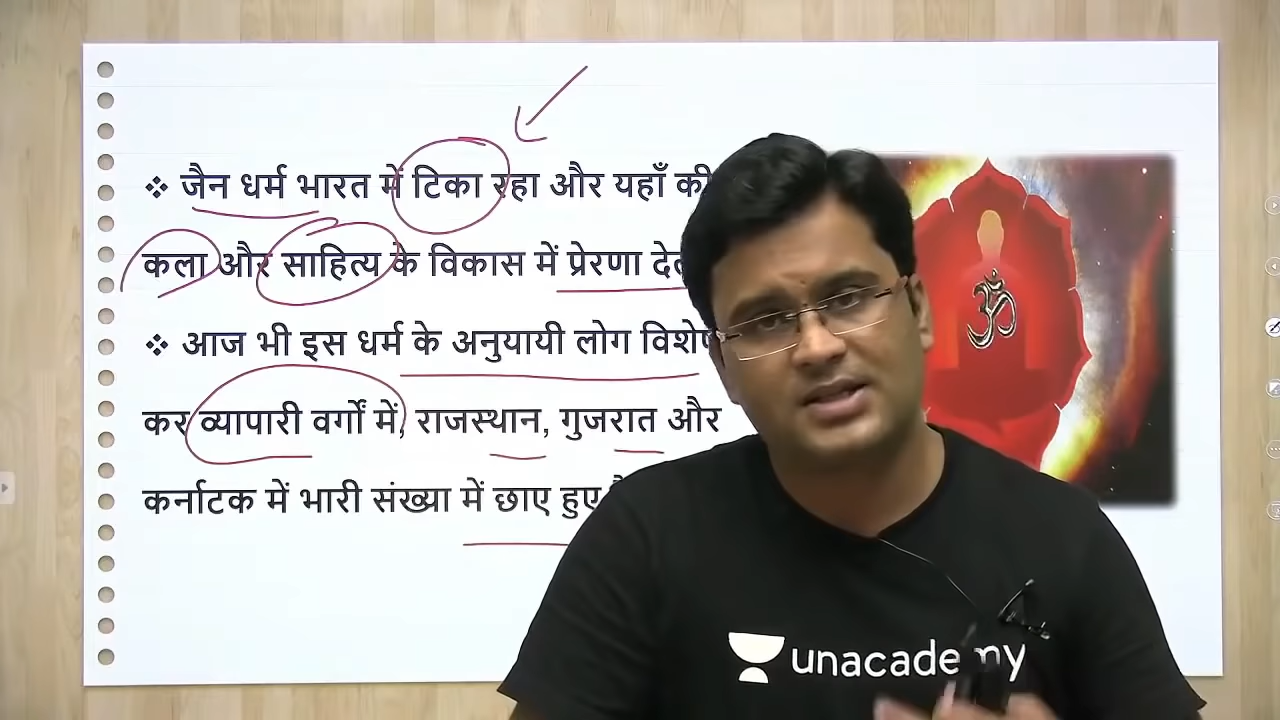 ❖ जैन धर्म भारत में टिका रहा और यहाँ की
कला और साहित्य के विकास में प्रेरणा
❖ आज भी इस धर्म के अनुयायी लोग
कर व्यापारी वर्गों में, राजस्थान, गुजरात और
कर्नाटक में भारी संख्या में छाए हुए
ॐ
unacademy